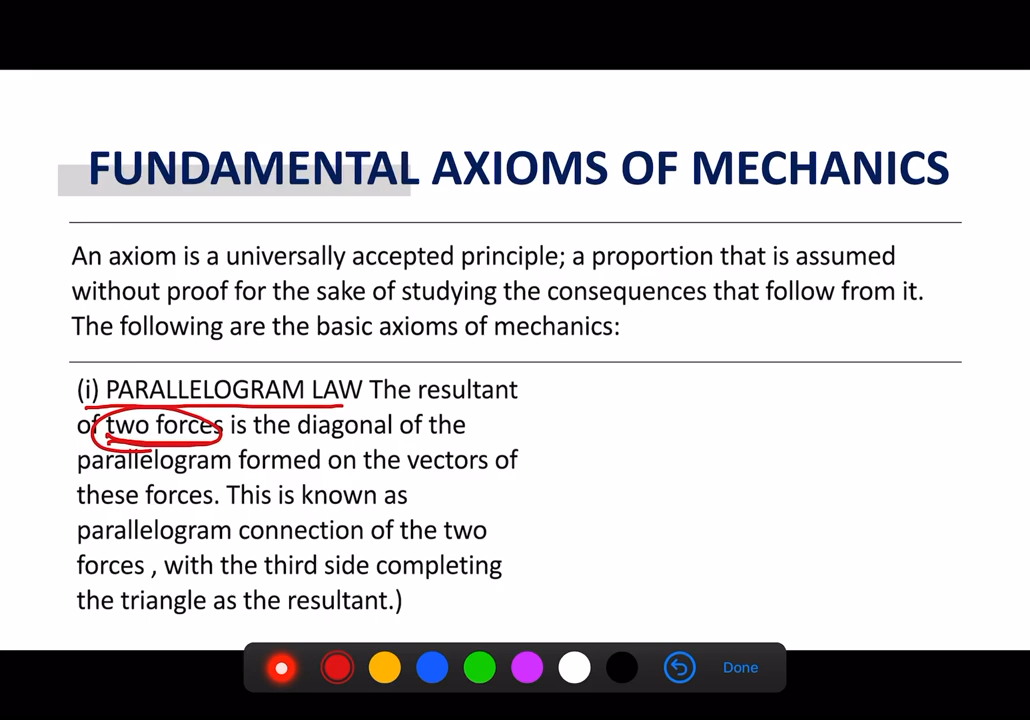 FUNDAMENTAL AXIOMS OF MECHANICS
An axiom is a universally accepted principle; a proportion that is assumed
without proof for the sake of studying the consequences that follow from it.
The following are the basic axioms of mechanics:
(i) PARALLELOGRAM LAW The resultant
of two forces is the diagonal of the
parallelogram formed on the vectors of
these forces. This is known as
parallelogram connection of the two
forces , with the third side completing
the triangle as the resultant.)
Done